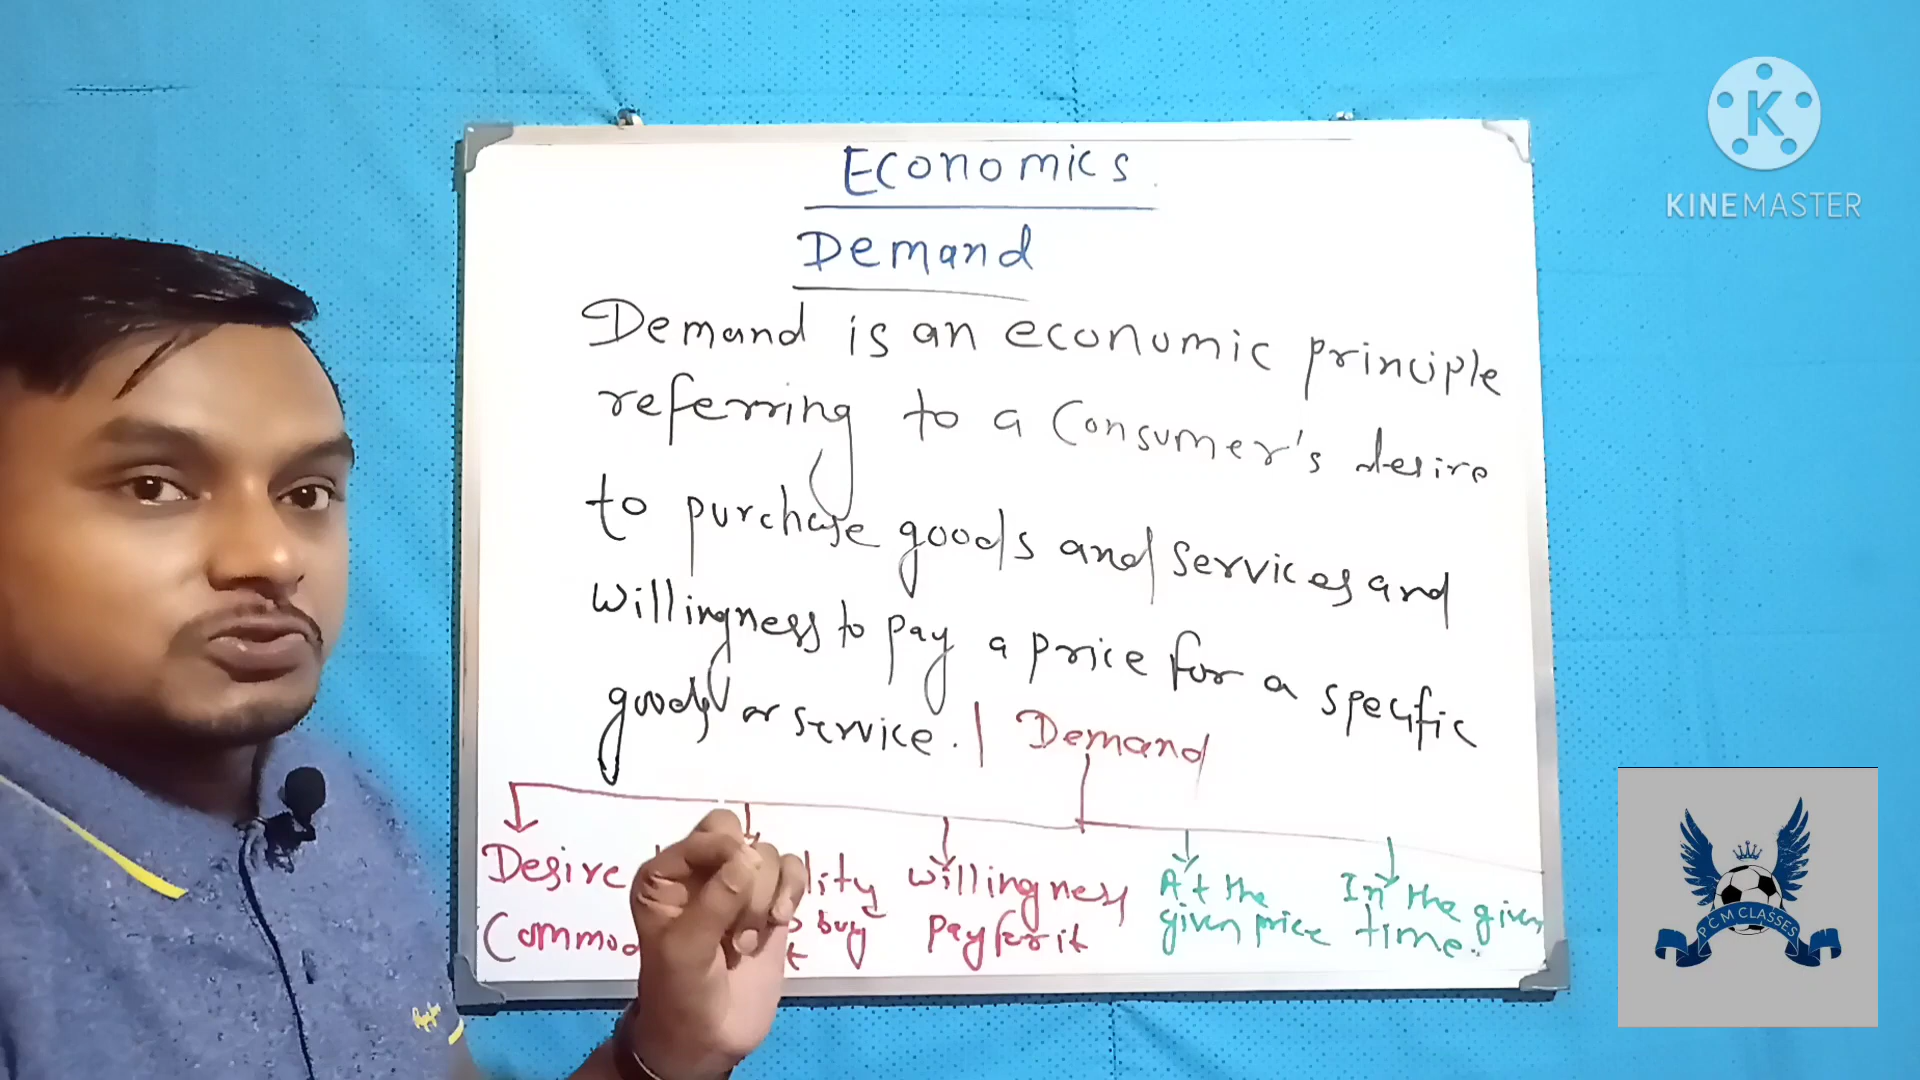 Economics
Demand
Demand is an economic principle
referring to a Consumer's desire
to purchase goods and services and
willingness to pay a price for a specific
goods or service. | Demand
Desire
Commod
lity
buy
Willingness
Pay for it
At the
given price
In the given
time.
KINEMASTER
P C M CLASSES